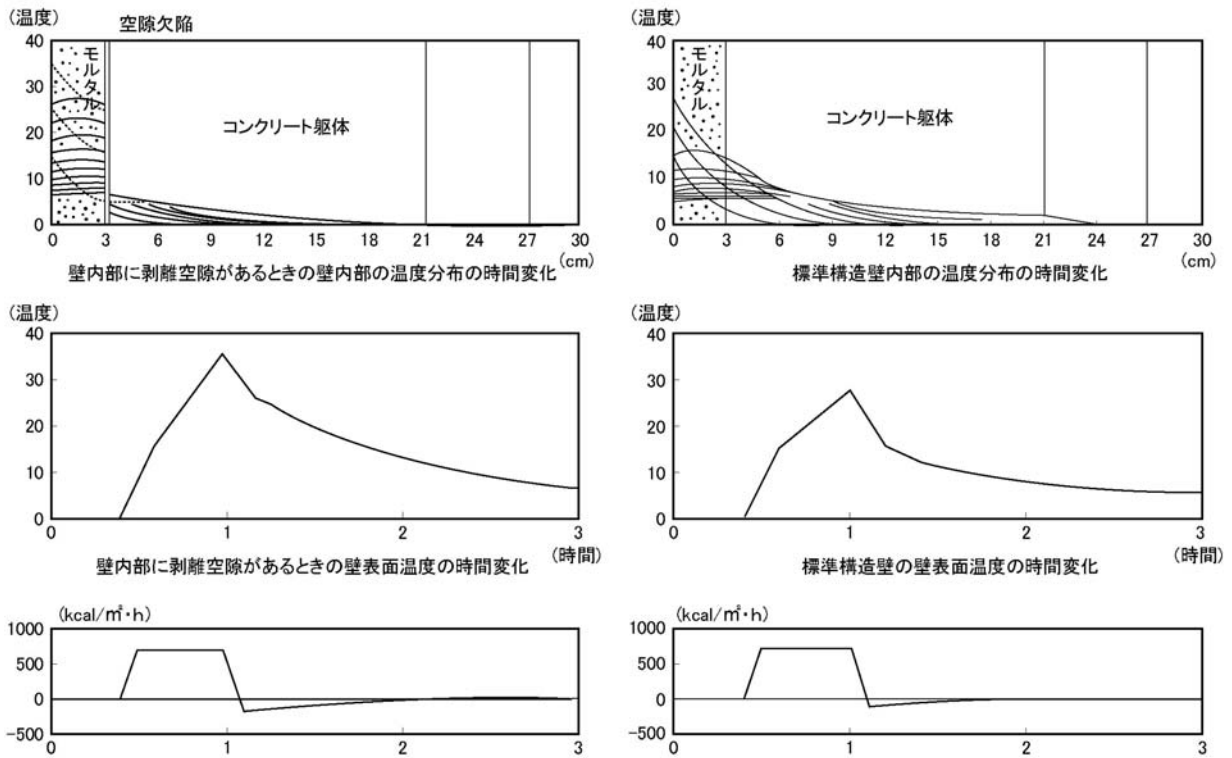 (温度)
空隙欠陥
40
30
20
10
0
モルタル
コンクリート躯体
0 3 6 9 12 15 18 21 24 27 30
(cm)
壁内部に剥離空隙があるときの壁内部の温度分布の時間変化
(温度)
40
30
20
10
0
モルタル
コンクリート躯体
0 3 6 9 12 15 18 21 24 27 30
(cm)
標準構造壁内部の温度分布の時間変化
(温度)
40
30
20
10
0
0 1 2 3
(時間)
壁内部に剥離空隙があるときの壁表面温度の時間変化
(温度)
40
30
20
10
0
0 1 2 3
(時間)
標準構造壁の壁表面温度の時間変化
(kcal/㎡・h)
1000
500
0
-500
0 1 2 3
(kcal/㎡・h)
1000
500
0
-500
0 1 2 3